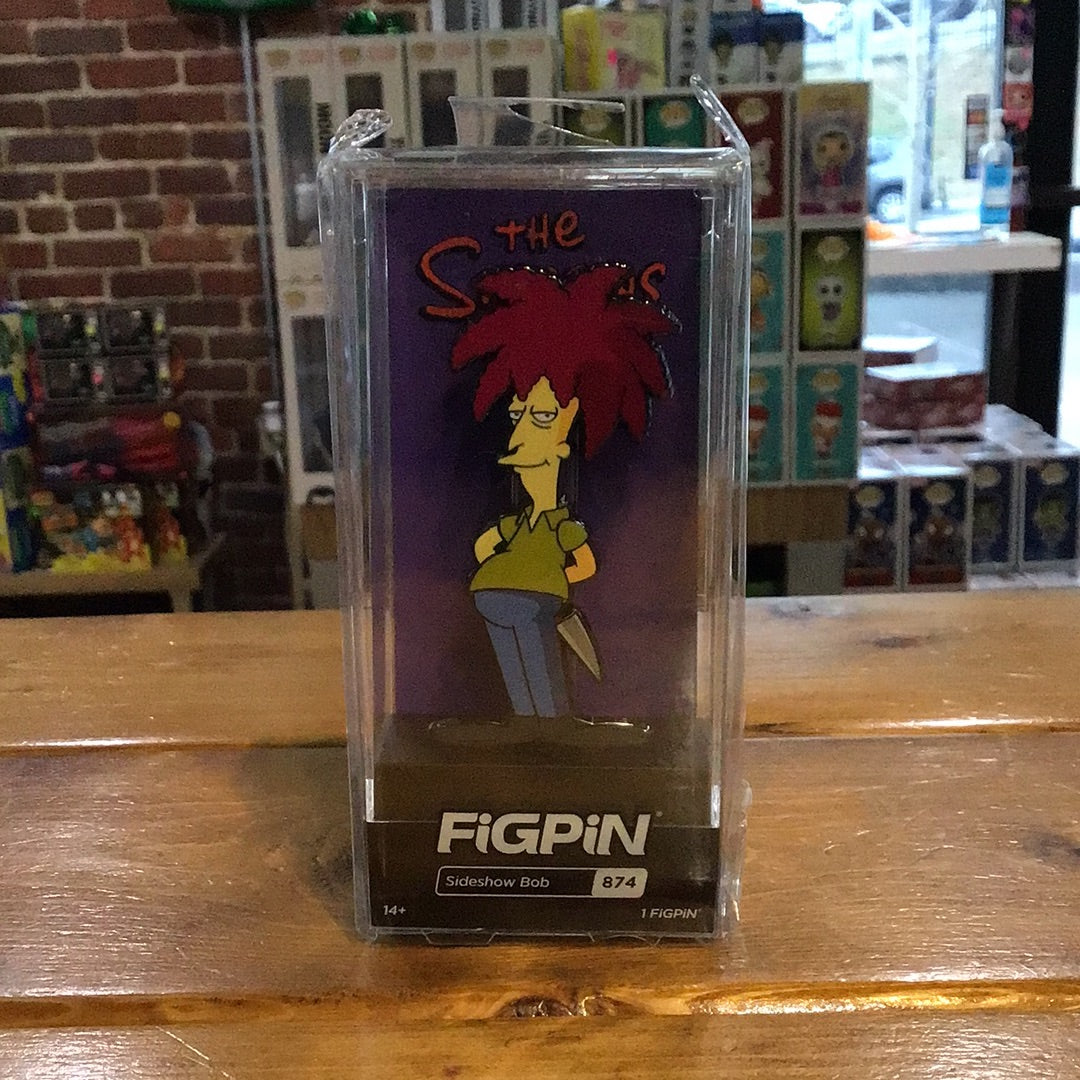 THE
S
FiGPiN
Sideshow Bob 874
14+
1 FiGPiN